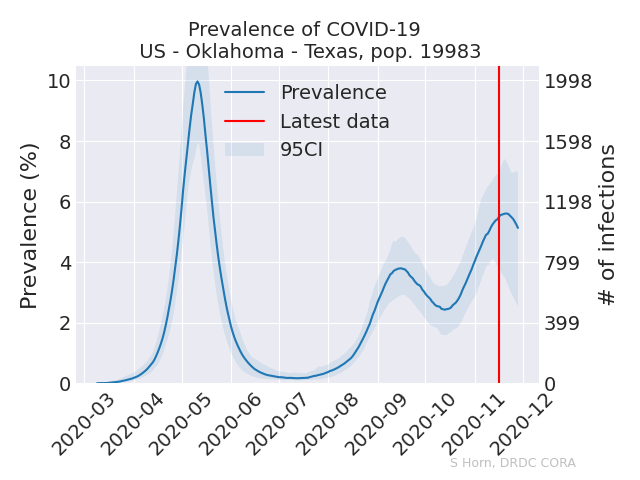 Prevalence of COVID-19
US - Oklahoma - Texas, pop. 19983
Prevalence
Latest data
95CI
Prevalence (%)
10
8
6
4
2
0
1998
1598
1198
799
399
0
# of infections
2020-03
2020-04
2020-05
2020-06
2020-07
2020-08
2020-09
2020-10
2020-11
2020-12
S Horn, DRDC CORA